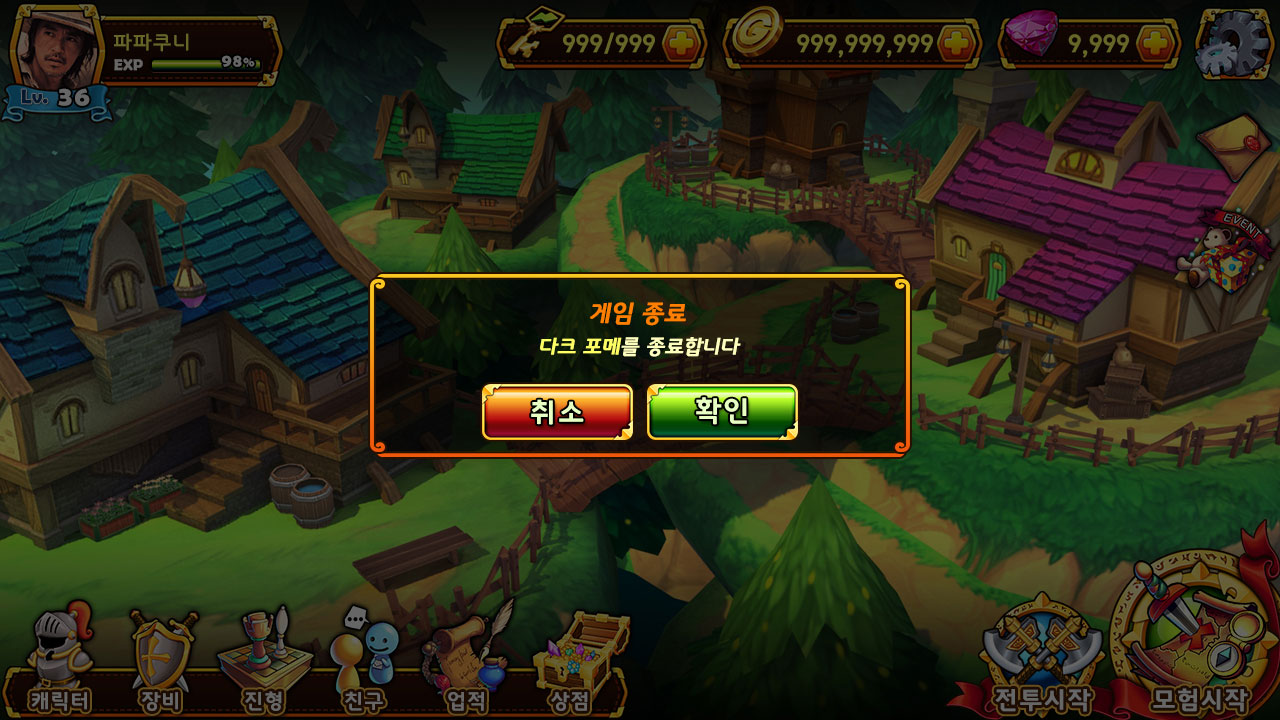 파파쿠니
EXP 98%
Lv. 36
999/999
999,999,999
9,999
EVENT
게임 종료
다크 포메를 종료합니다
취소
확인
캐릭터
장비
진형
친구
업적
상점
전투시작
모험시작